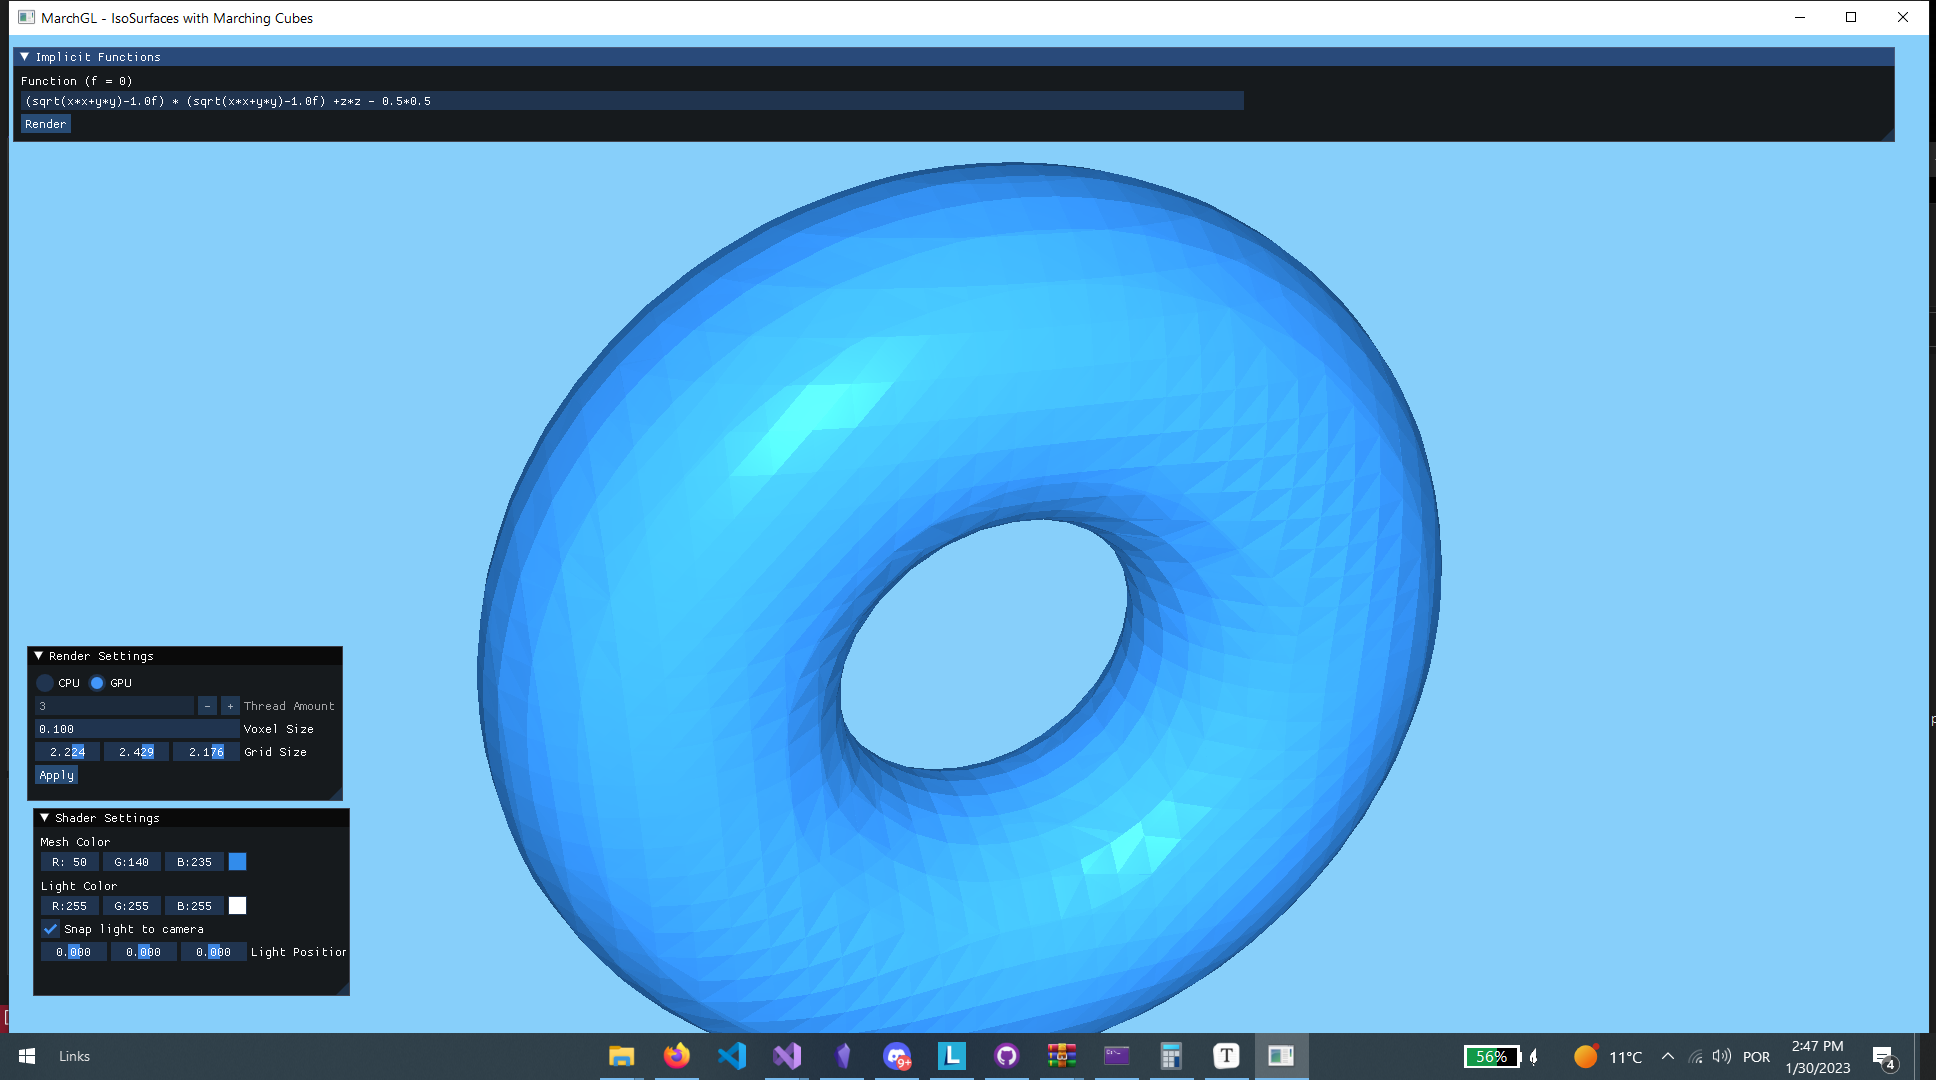 MarchGL - IsoSurfaces with Marching Cubes
Implicit Functions
Function (f = 0)
(sqrt(x*x+y*y)-1.0f) * (sqrt(x*x+y*y)-1.0f) +z*z - 0.5*0.5
Render
Render Settings
CPU GPU
3 - + Thread Amount
0.100 Voxel Size
2.224 2.429 2.176 Grid Size
Apply
Shader Settings
Mesh Color
R: 50 G:140 B:235
Light Color
R:255 G:255 B:255
Snap light to camera
0.000 0.000 0.000 Light Position
Links
9+
L
T
56%
11°C
POR
2:47 PM
1/30/2023
4